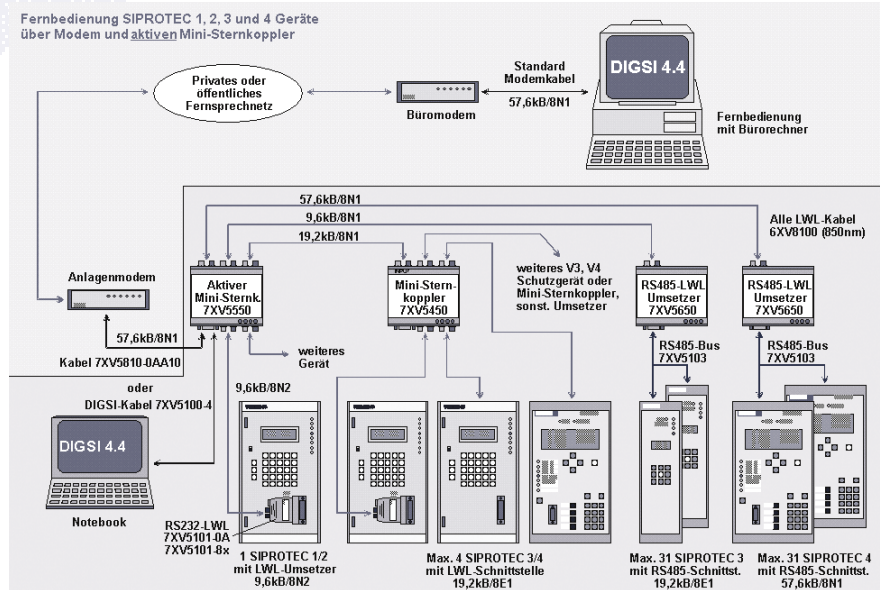 Fernbedienung SIPROTEC 1, 2, 3 und 4 Geräte
über Modem und aktiven Mini-Sternkoppler
Privates oder
öffentliches
Fernsprechnetz
Büromodem
Standard
Modemkabel
57,6kB/8N1
DIGSI 4.4
Fernbedienung
mit Bürorechner
57,6kB/8N1
9,6kB/8N1
19,2kB/8N1
Alle LWL-Kabel
6XV8100 (850nm)
Anlagenmodem
Aktiver
Mini-Sternk.
7XV5550
INPUT
Mini-Stern-
koppler
7XV5450
weiteres V3, V4
Schutzgerät oder
Mini-Sternkoppler,
sonst. Umsetzer
RS485-LWL
Umsetzer
7XV5650
RS485-LWL
Umsetzer
7XV5650
57,6kB/8N1
Kabel 7XV5810-0AA10
oder
DIGSI-Kabel 7XV5100-4
weiteres
Gerät
RS485-Bus
7XV5103
RS485-Bus
7XV5103
9,6kB/8N2
DIGSI 4.4
Notebook
RS232-LWL
7XV5101-0A
7XV5101-8x
1 SIPROTEC 1/2
mit LWL-Umsetzer
9,6kB/8N2
Max. 4 SIPROTEC 3/4
mit LWL-Schnittstelle
19,2kB/8E1
Max. 31 SIPROTEC 3
mit RS485-Schnittst.
19,2kB/8E1
Max. 31 SIPROTEC 4
mit RS485-Schnittst.
57,6kB/8N1